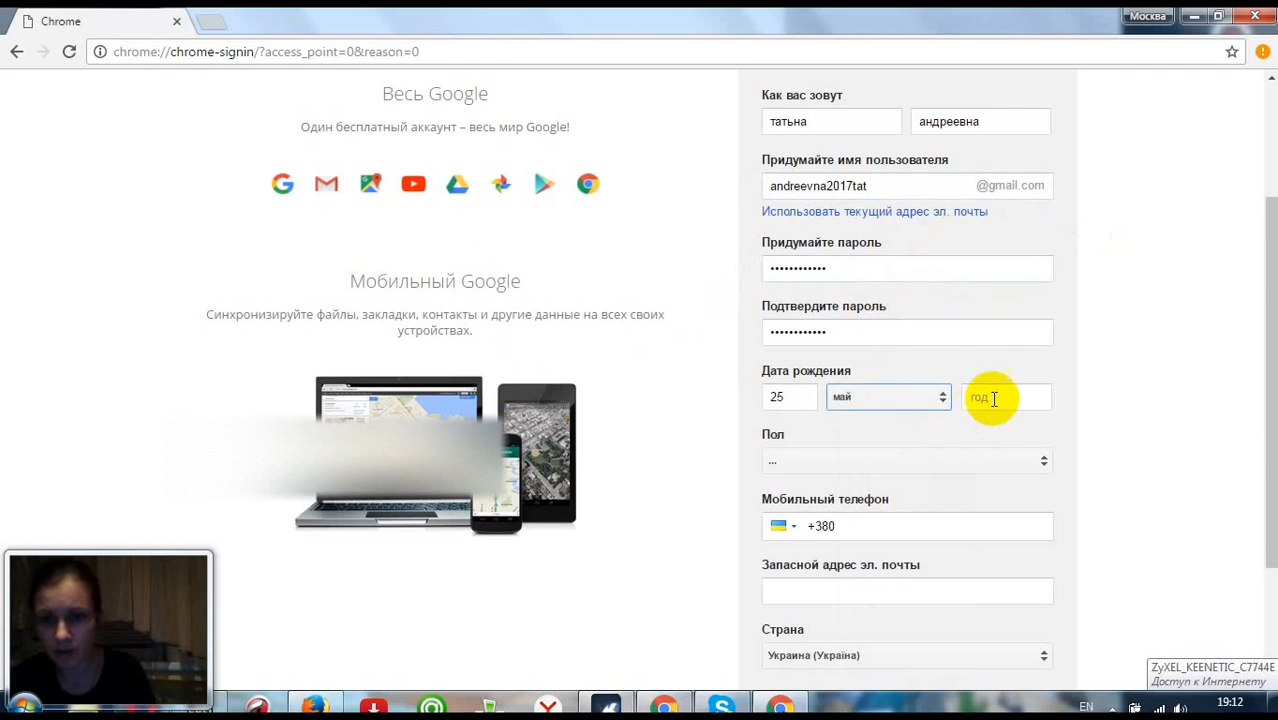 Chrome
Москва
chrome://chrome-signin/?access_point=0&reason=0
Весь Google
Один бесплатный аккаунт – весь мир Google!
Мобильный Google
Синхронизируйте файлы, закладки, контакты и другие данные на всех своих
устройствах.
Как вас зовут
татьна андреевна
Придумайте имя пользователя
andreevna2017tat @gmail.com
Использовать текущий адрес эл. почты
Придумайте пароль
••••••••••••
Подтвердите пароль
••••••••••••
Дата рождения
25 май год
Пол
...
Мобильный телефон
+380
Запасной адрес эл. почты
Страна
Украина (Україна)
ZyXEL_KEENETIC_C7744E
Доступ к Интернету
EN 19:12